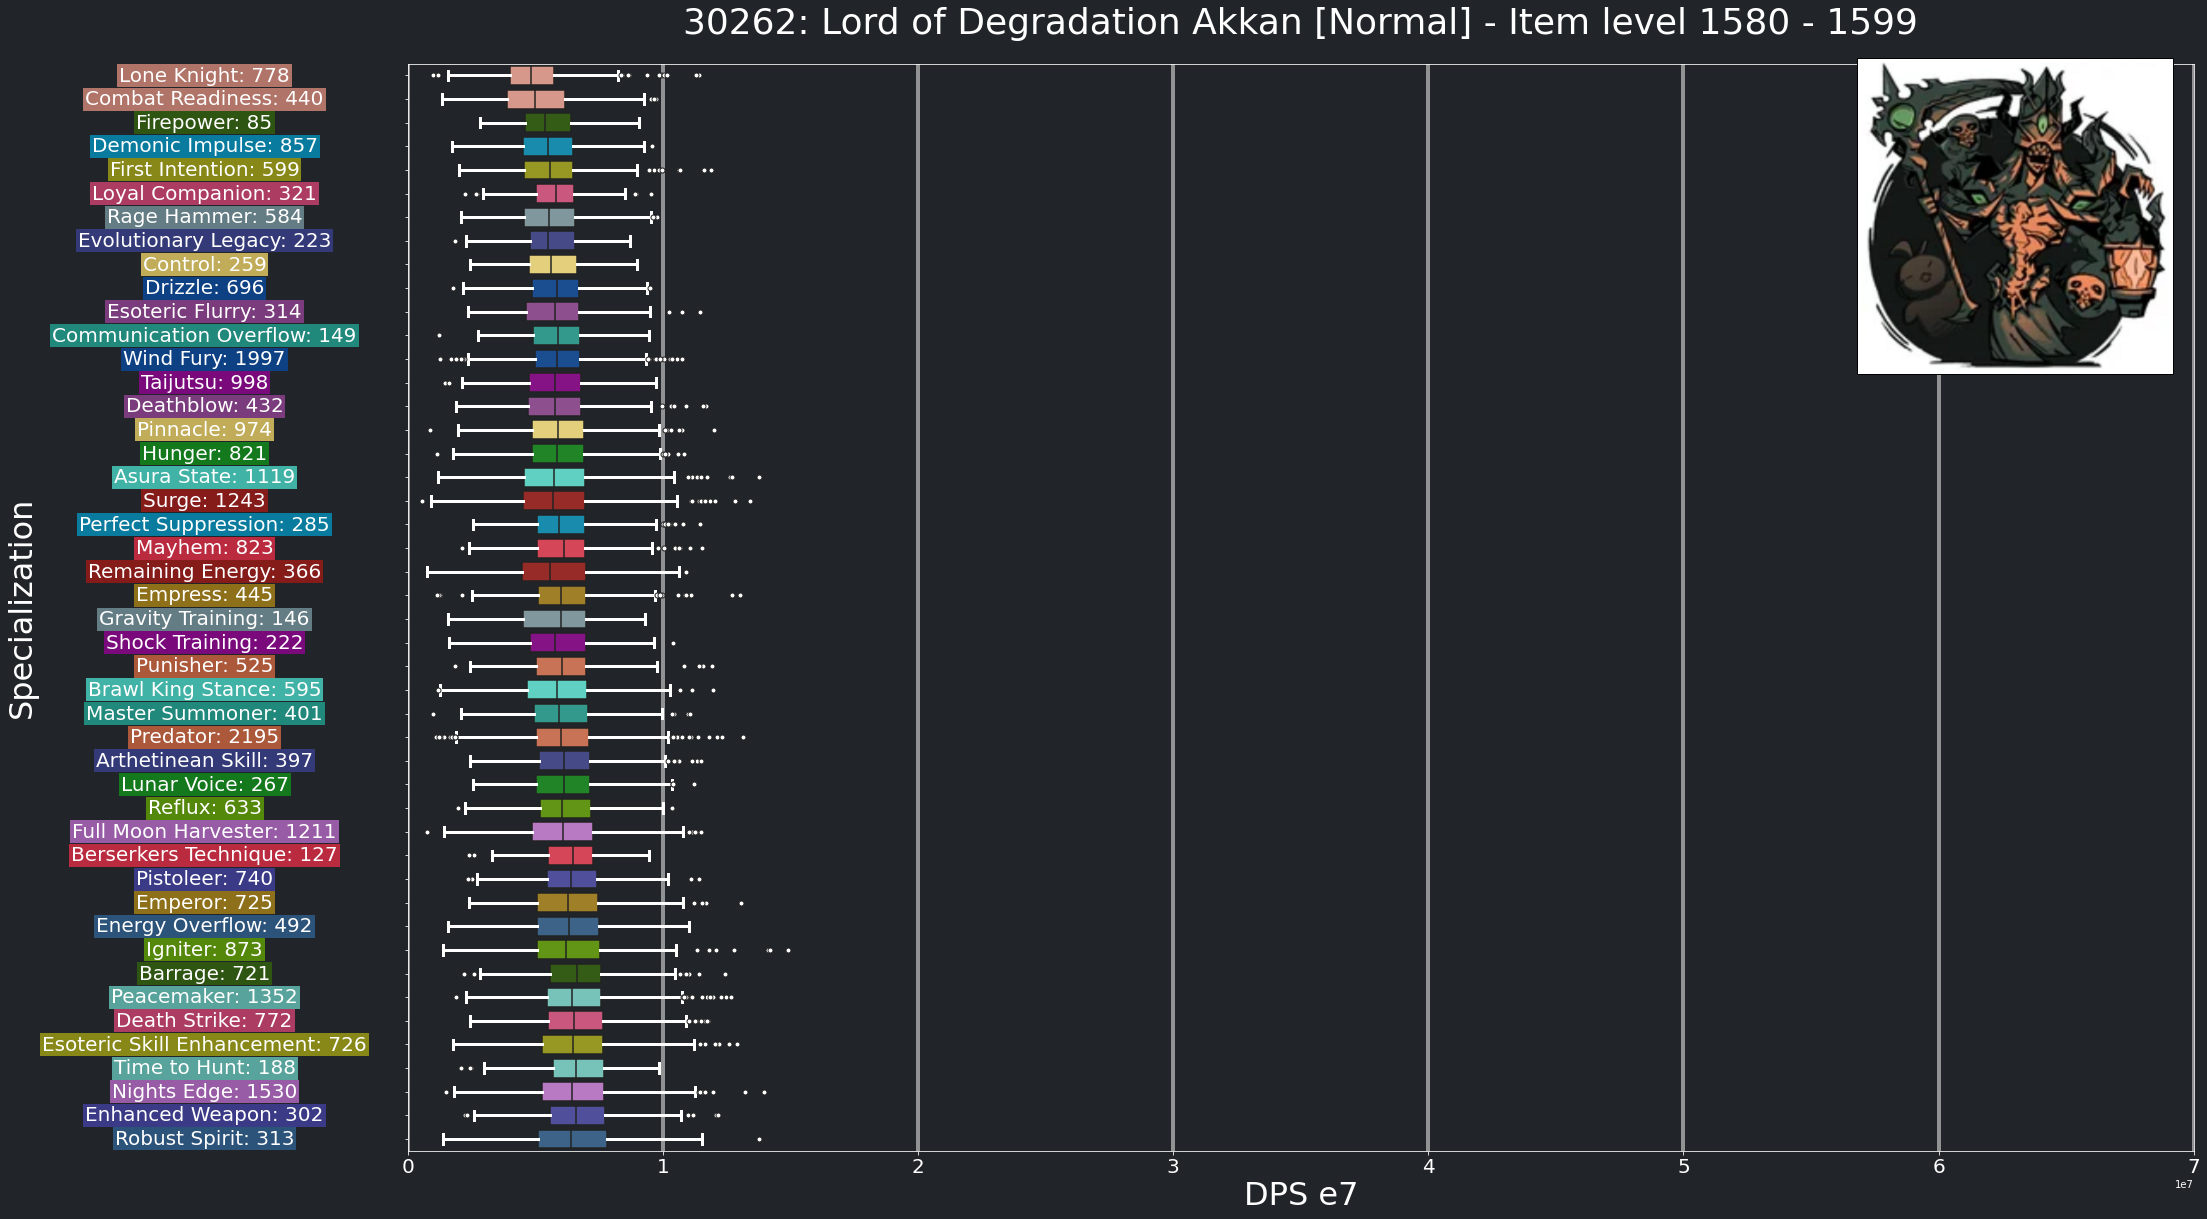 30262: Lord of Degradation Akkan [Normal] - Item level 1580 - 1599
Lone Knight: 778
Combat Readiness: 440
Firepower: 85
Demonic Impulse: 857
First Intention: 599
Loyal Companion: 321
Rage Hammer: 584
Evolutionary Legacy: 223
Control: 259
Drizzle: 696
Esoteric Flurry: 314
Communication Overflow: 149
Wind Fury: 1997
Taijutsu: 998
Deathblow: 432
Pinnacle: 974
Hunger: 821
Asura State: 1119
Surge: 1243
Perfect Suppression: 285
Mayhem: 823
Remaining Energy: 366
Empress: 445
Gravity Training: 146
Shock Training: 222
Punisher: 525
Brawl King Stance: 595
Master Summoner: 401
Predator: 2195
Arthetinean Skill: 397
Lunar Voice: 267
Reflux: 633
Full Moon Harvester: 1211
Berserkers Technique: 127
Pistoleer: 740
Emperor: 725
Energy Overflow: 492
Igniter: 873
Barrage: 721
Peacemaker: 1352
Death Strike: 772
Esoteric Skill Enhancement: 726
Time to Hunt: 188
Nights Edge: 1530
Enhanced Weapon: 302
Robust Spirit: 313
Specialization
0 1 2 3 4 5 6 7
1e7
DPS e7